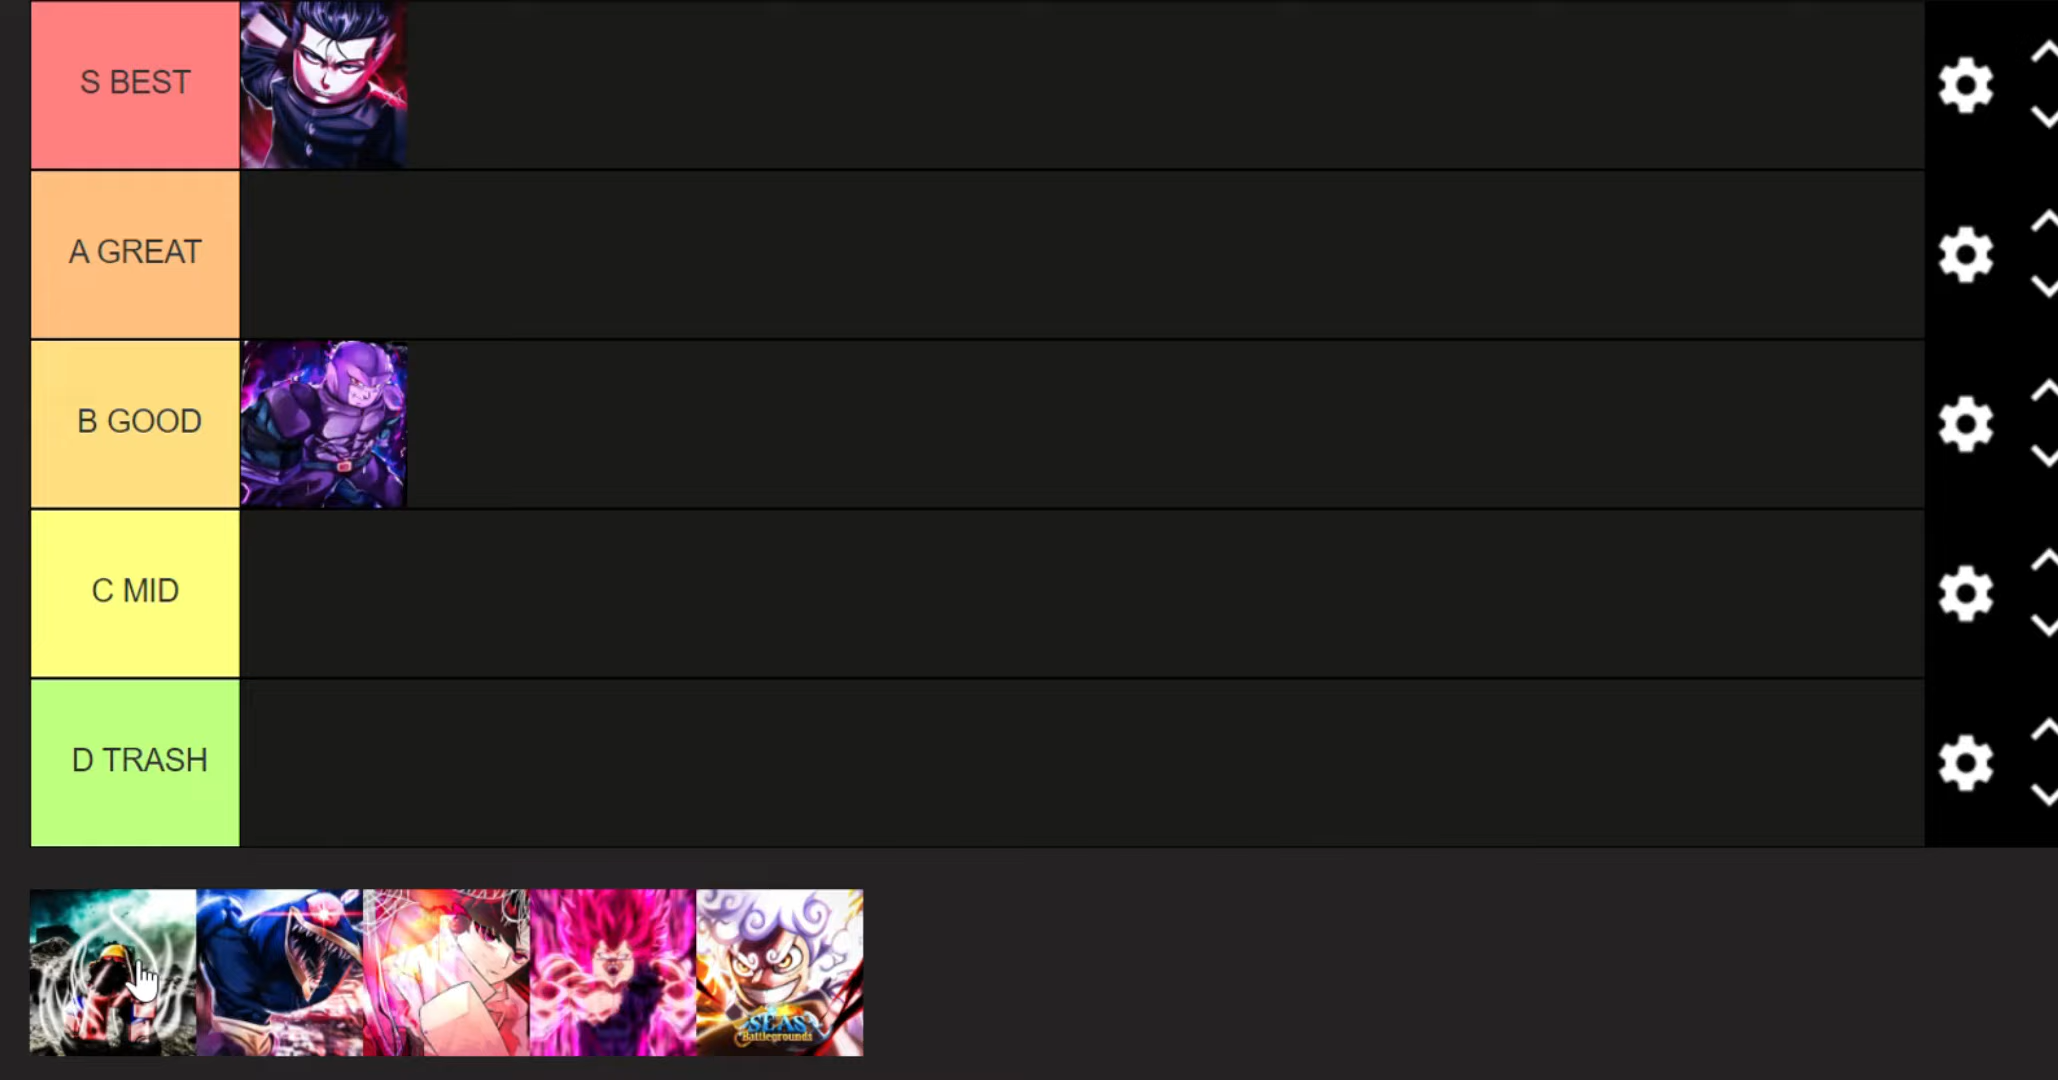 S BEST
A GREAT
B GOOD
C MID
D TRASH
SEAS
Battlegrounds